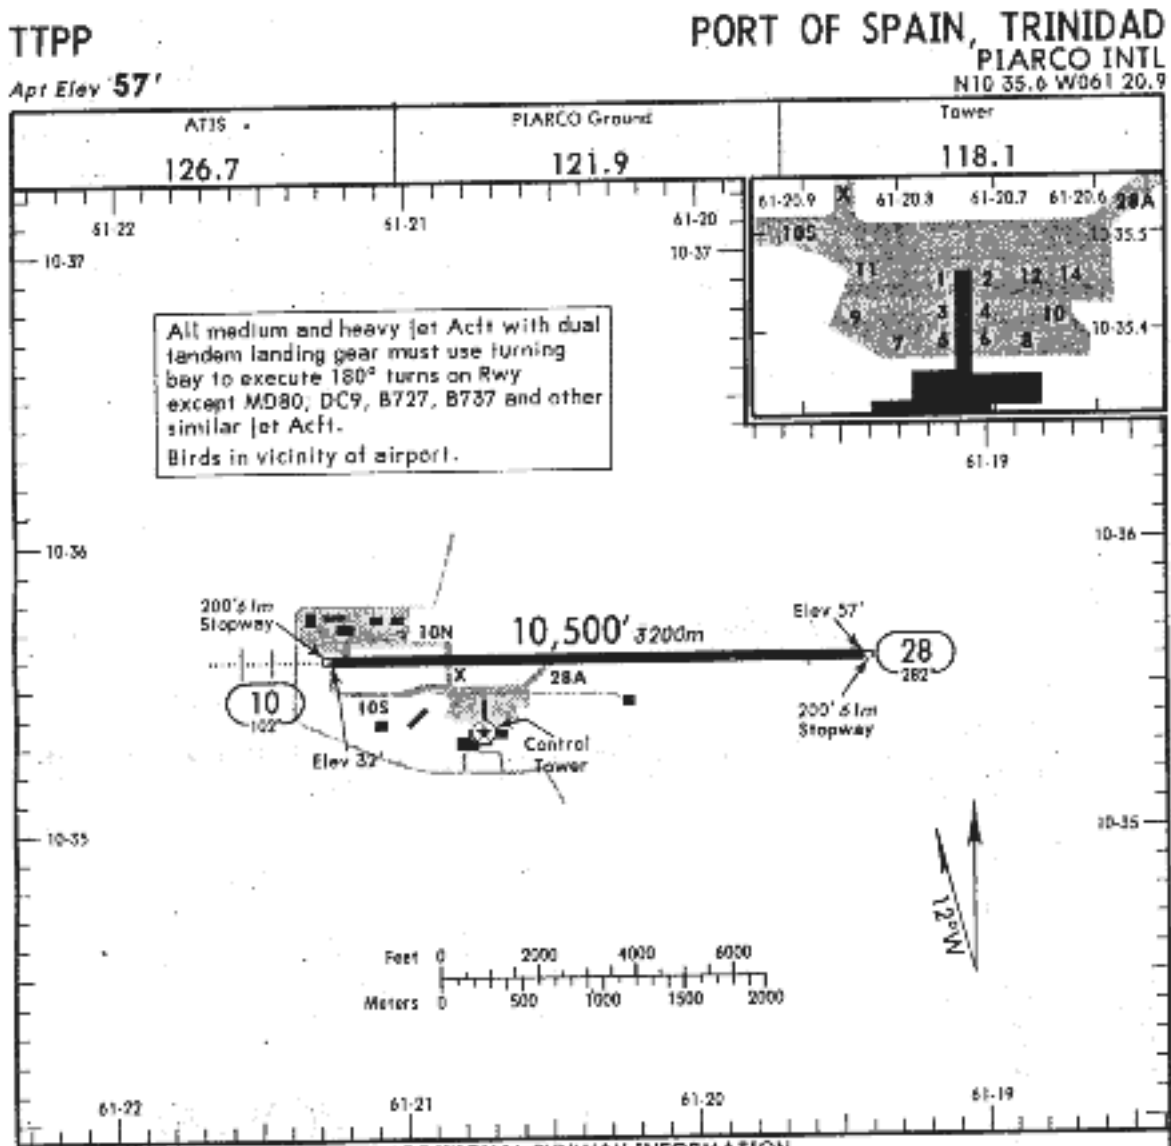 TTPP
PORT OF SPAIN, TRINIDAD
PIARCO INTL
Apt Elev 57'
N10 35.6 W061 20.9
ATIS
126.7
PIARCO Ground
121.9
Tower
118.1
61-22
61-21
61-20
10-37
10-37
61-20.9
X
61-20.8
61-20.7
61-20.6
28A
10S
10-35.5
11
1
2
12
14
9
3
4
10
10-35.4
7
5
6
8
61-19
All medium and heavy jet Acft with dual
tandem landing gear must use turning
bay to execute 180° turns on Rwy
except MD80, DC9, B727, B737 and other
similar jet Acft.
Birds in vicinity of airport.
10-36
10-36
200' 61m
Stopway
10N
10,500' 3200m
Elev 57'
28
282°
X
28A
10
102°
10S
200' 61m
Stopway
Elev 32'
Control
Tower
10-35
10-35
12°W
Feet 0 2000 4000 6000
Meters 0 500 1000 1500 2000
61-22
61-21
61-20
61-19